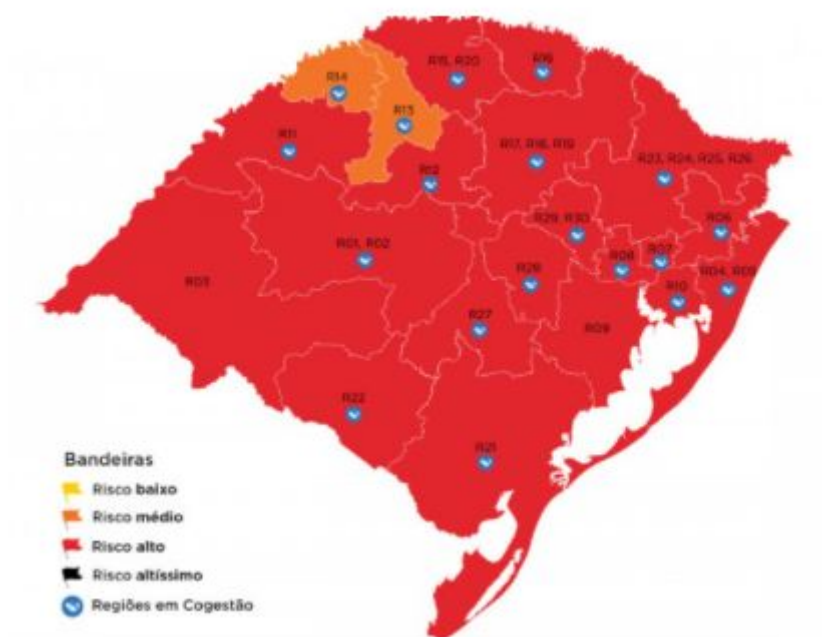 R15, R20
R16
R14
R13
R11
R17, R18, R19
R23, R24, R25, R26
R12
R29, R30
R06
R01, R02
R08
R07
R03
R28
R10
R04, R05
R27
R09
R22
R21
Bandeiras
Risco baixo
Risco médio
Risco alto
Risco altíssimo
Regiões em Cogestão